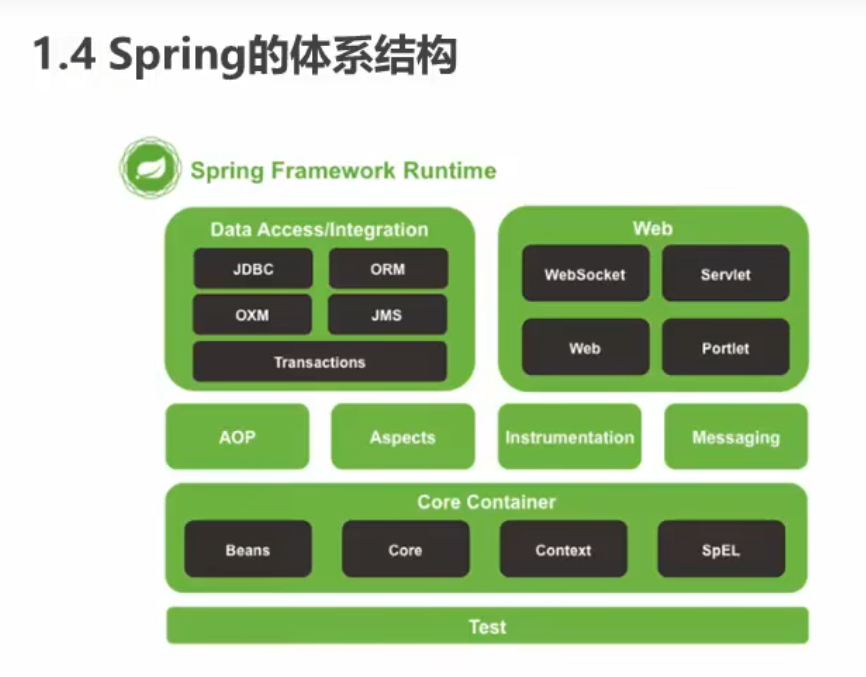 1.4 Spring的体系结构
Spring Framework Runtime
Data Access/Integration
JDBC
ORM
OXM
JMS
Transactions
Web
WebSocket
Servlet
Web
Portlet
AOP
Aspects
Instrumentation
Messaging
Core Container
Beans
Core
Context
SpEL
Test